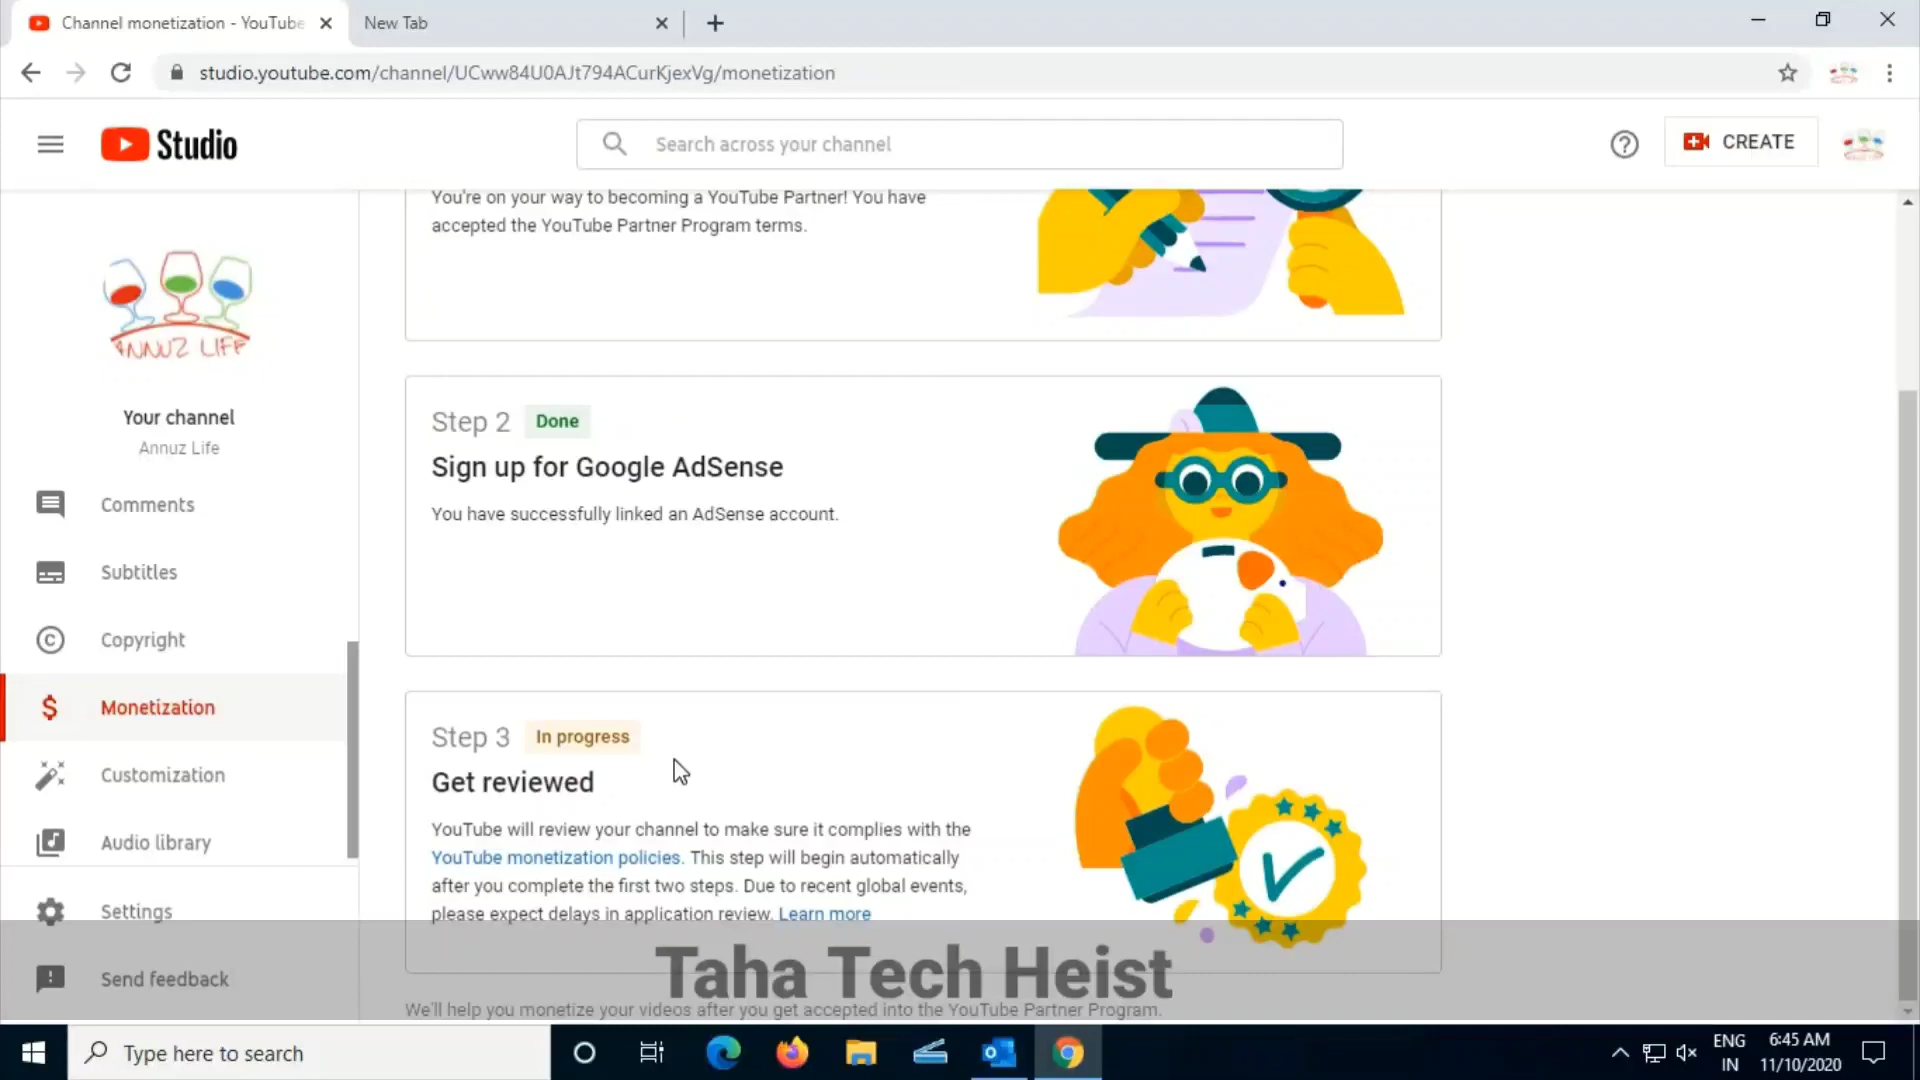 Channel monetization - YouTube
New Tab
studio.youtube.com/channel/UCww84U0AJt794ACurKjexVg/monetization
Studio
Search across your channel
CREATE
You're on your way to becoming a YouTube Partner! You have
accepted the YouTube Partner Program terms.
ANNUZ LIFE
Your channel
Annuz Life
Comments
Subtitles
Copyright
Monetization
Customization
Audio library
Settings
Send feedback
Step 2 Done
Sign up for Google AdSense
You have successfully linked an AdSense account.
Step 3 In progress
Get reviewed
YouTube will review your channel to make sure it complies with the
YouTube monetization policies. This step will begin automatically
after you complete the first two steps. Due to recent global events,
please expect delays in application review. Learn more
Taha Tech Heist
We'll help you monetize your videos after you get accepted into the YouTube Partner Program.
Type here to search
ENG
IN
6:45 AM
11/10/2020